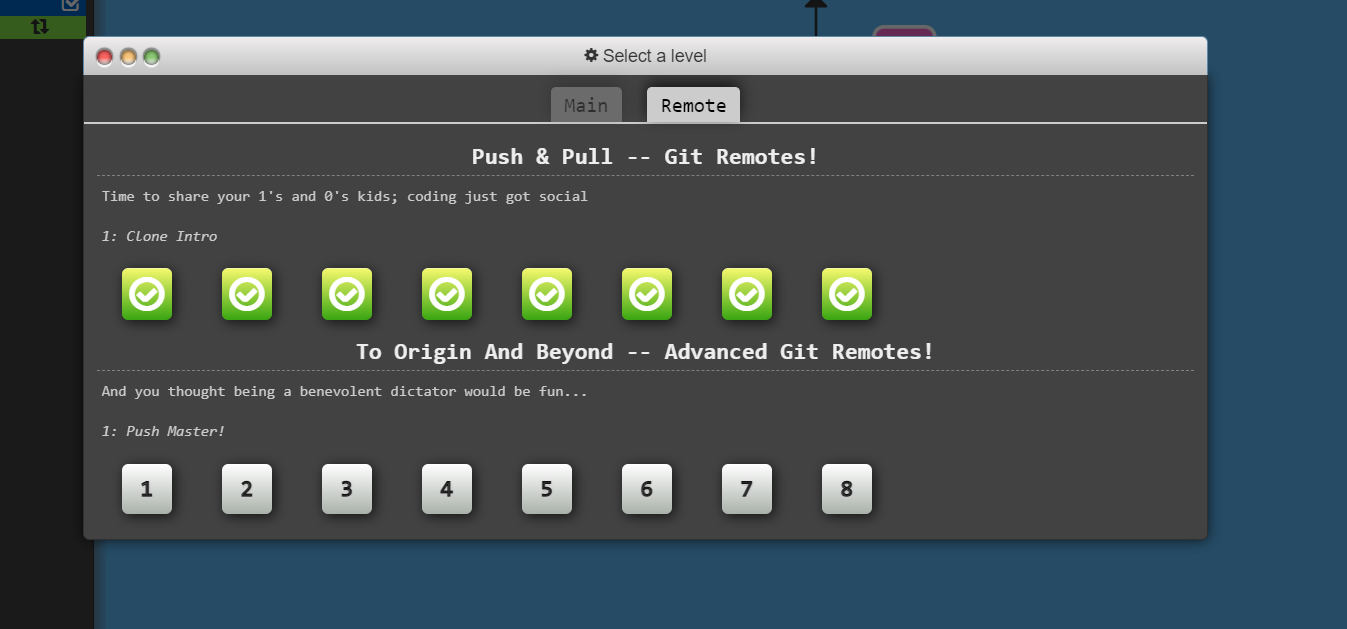 Select a level
Main Remote
Push & Pull -- Git Remotes!
Time to share your 1's and 0's kids; coding just got social
1: Clone Intro
To Origin And Beyond -- Advanced Git Remotes!
And you thought being a benevolent dictator would be fun...
1: Push Master!
1 2 3 4 5 6 7 8